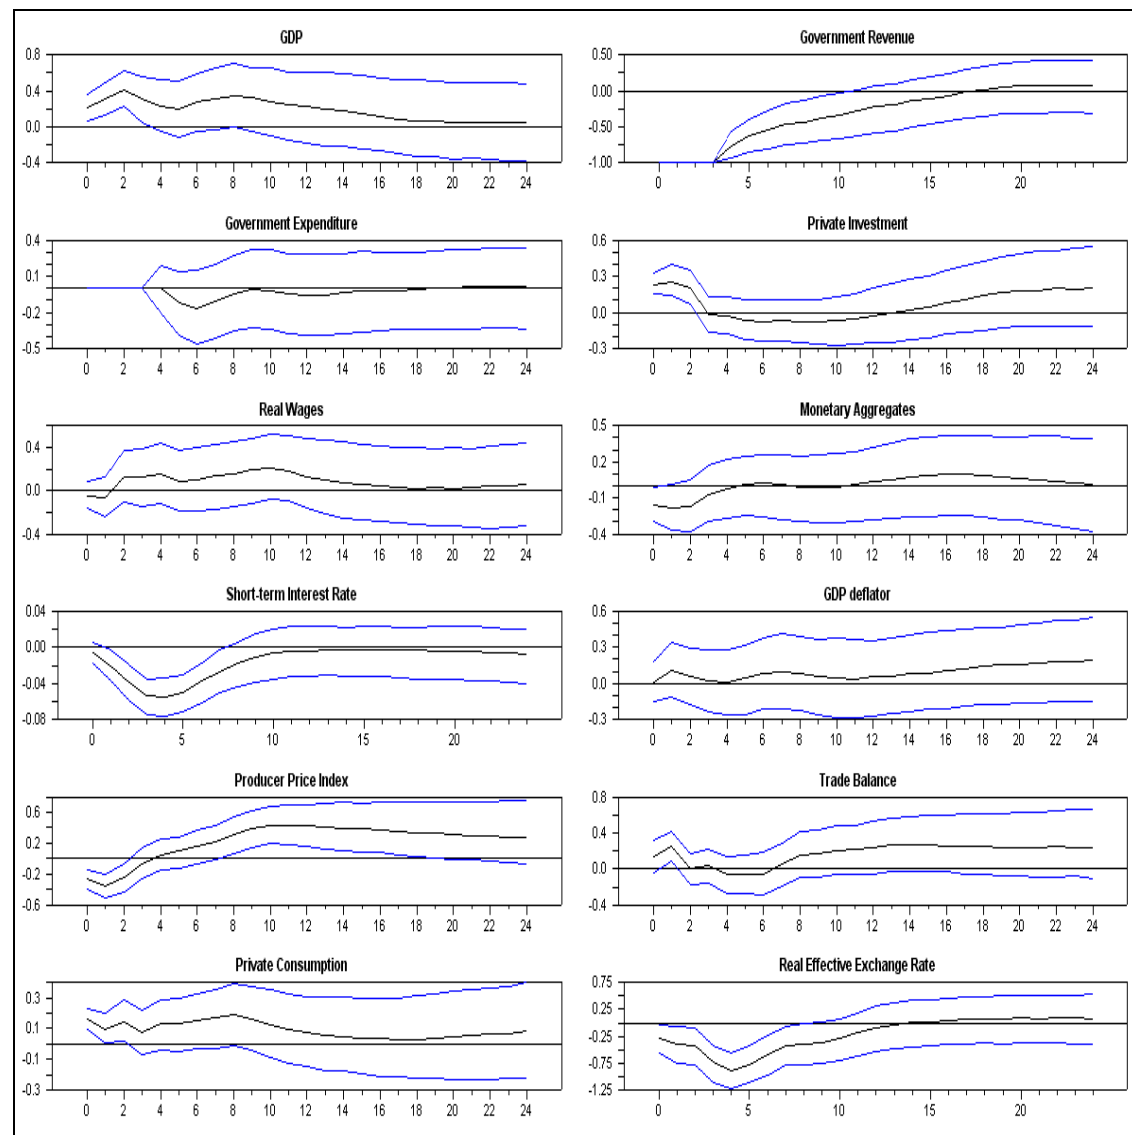 GDP
0.8
0.4
0.0
-0.4
0 2 4 6 8 10 12 14 16 18 20 22 24
Government Revenue
0.50
0.00
-0.50
-1.00
0 5 10 15 20
Government Expenditure
0.4
0.1
-0.2
-0.5
0 2 4 6 8 10 12 14 16 18 20 22 24
Private Investment
0.6
0.3
0.0
-0.3
0 2 4 6 8 10 12 14 16 18 20 22 24
Real Wages
0.4
0.0
-0.4
0 2 4 6 8 10 12 14 16 18 20 22 24
Monetary Aggregates
0.5
0.2
-0.1
-0.4
0 2 4 6 8 10 12 14 16 18 20 22 24
Short-term Interest Rate
0.04
0.00
-0.04
-0.08
0 5 10 15 20
GDP deflator
0.6
0.3
0.0
-0.3
0 2 4 6 8 10 12 14 16 18 20 22 24
Producer Price Index
0.6
0.2
-0.2
-0.6
0 2 4 6 8 10 12 14 16 18 20 22 24
Trade Balance
0.8
0.4
0.0
-0.4
0 2 4 6 8 10 12 14 16 18 20 22 24
Private Consumption
0.3
0.1
-0.1
-0.3
0 2 4 6 8 10 12 14 16 18 20 22 24
Real Effective Exchange Rate
0.75
0.25
-0.25
-0.75
-1.25
0 5 10 15 20